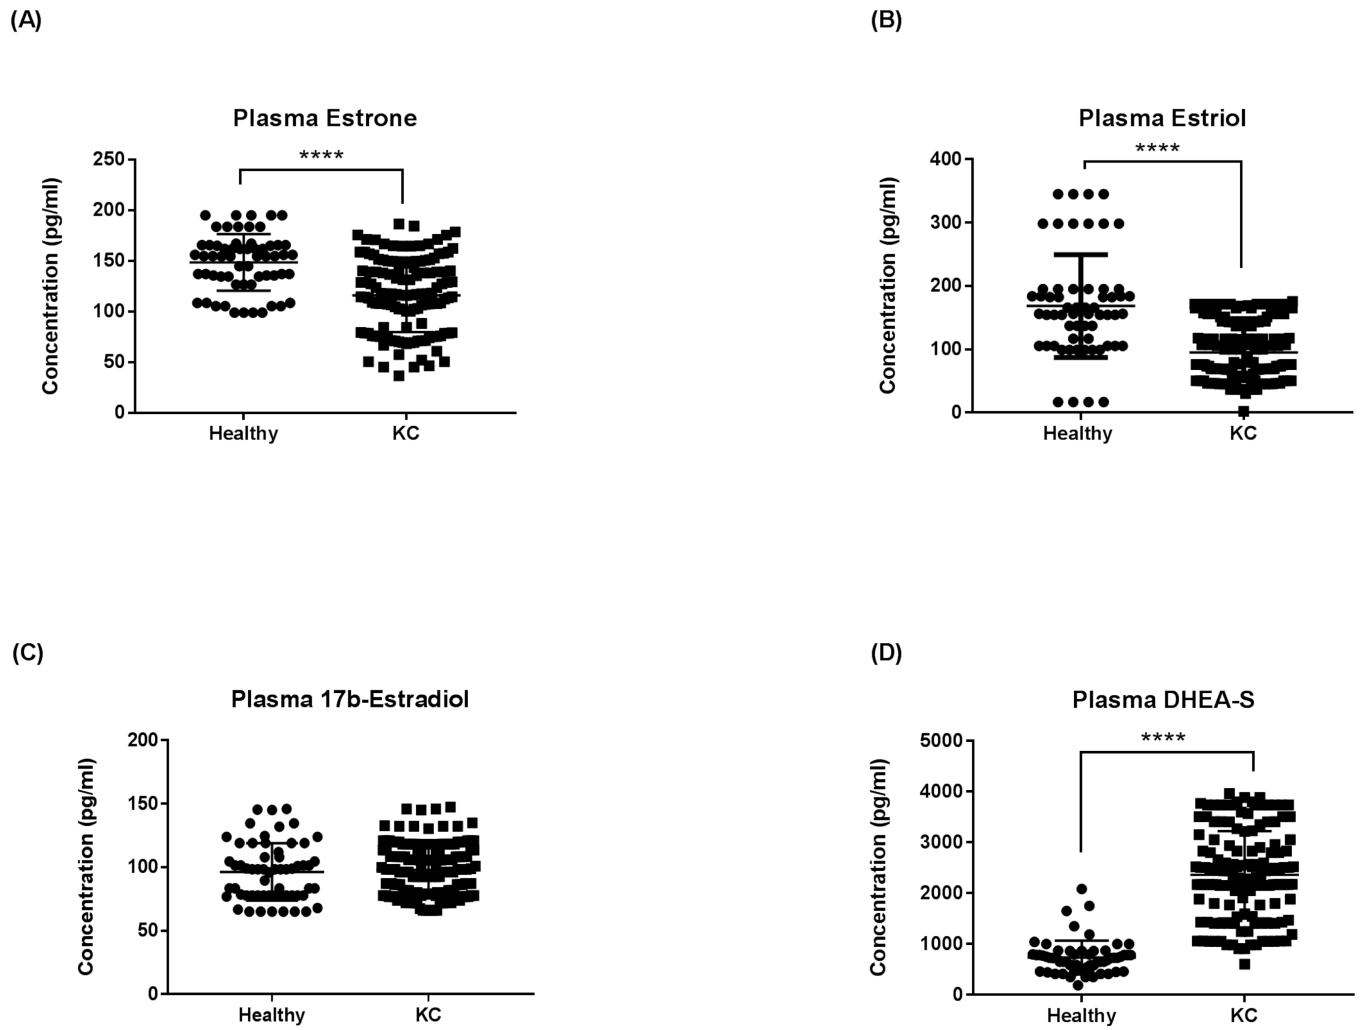 (A)
Plasma Estrone
****
Concentration (pg/ml)
250
200
150
100
50
0
Healthy
KC
(B)
Plasma Estriol
****
Concentration (pg/ml)
400
300
200
100
0
Healthy
KC
(C)
Plasma 17b-Estradiol
Concentration (pg/ml)
200
150
100
50
0
Healthy
KC
(D)
Plasma DHEA-S
****
Concentration (pg/ml)
5000
4000
3000
2000
1000
0
Healthy
KC